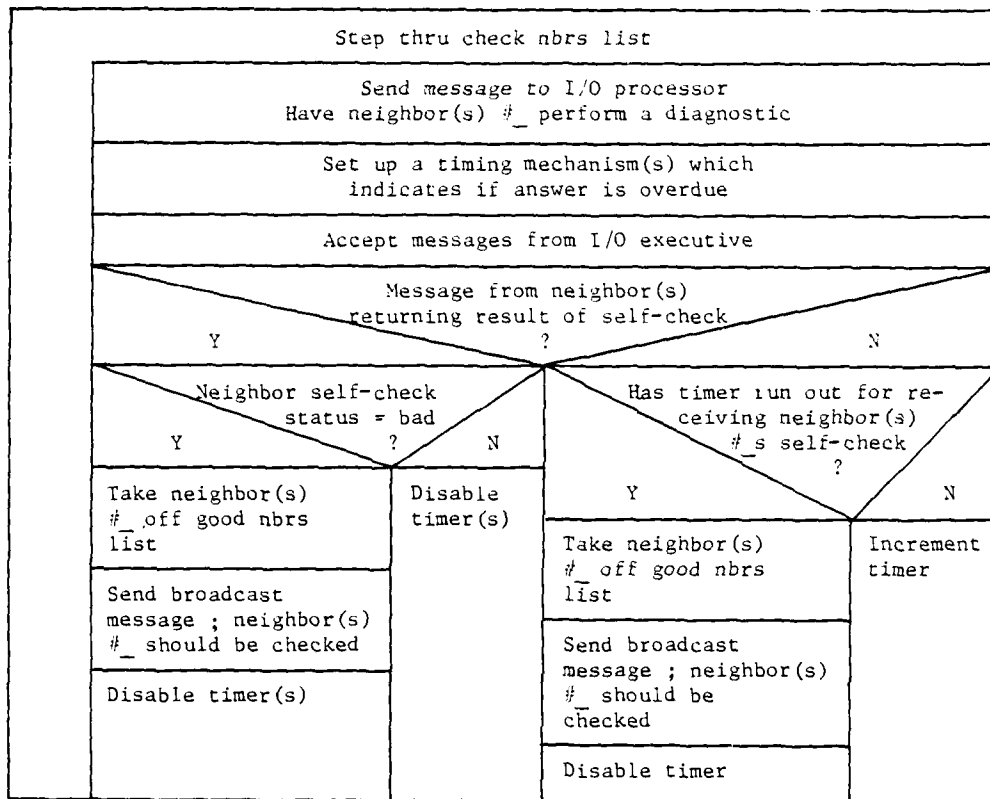 Step thru check nbrs list
Send message to I/O processor
Have neighbor(s) #_ perform a diagnostic
Set up a timing mechanism(s) which
indicates if answer is overdue
Accept messages from I/O executive
Message from neighbor(s)
returning result of self-check
Y ? N
Neighbor self-check
status = bad
Y ? N
Has timer run out for re-
ceiving neighbor(s)
#_s self-check
?
Y N
Take neighbor(s)
#_ off good nbrs
list
Send broadcast
message ; neighbor(s)
#_ should be checked
Disable timer(s)
Disable
timer(s)
Take neighbor(s)
#_ off good nbrs
list
Send broadcast
message ; neighbor(s)
#_ should be
checked
Disable timer
Increment
timer